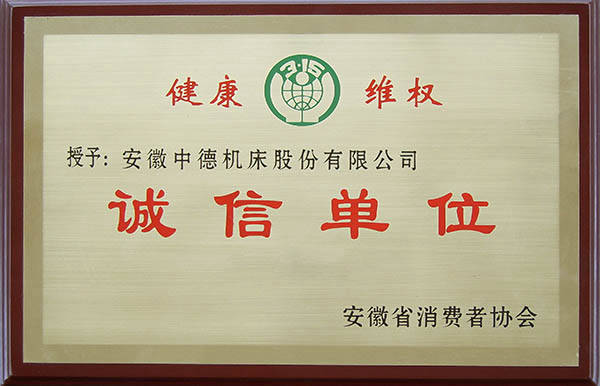 健康 3·15 维权
授予：安徽中德机床股份有限公司
诚信单位
安徽省消费者协会